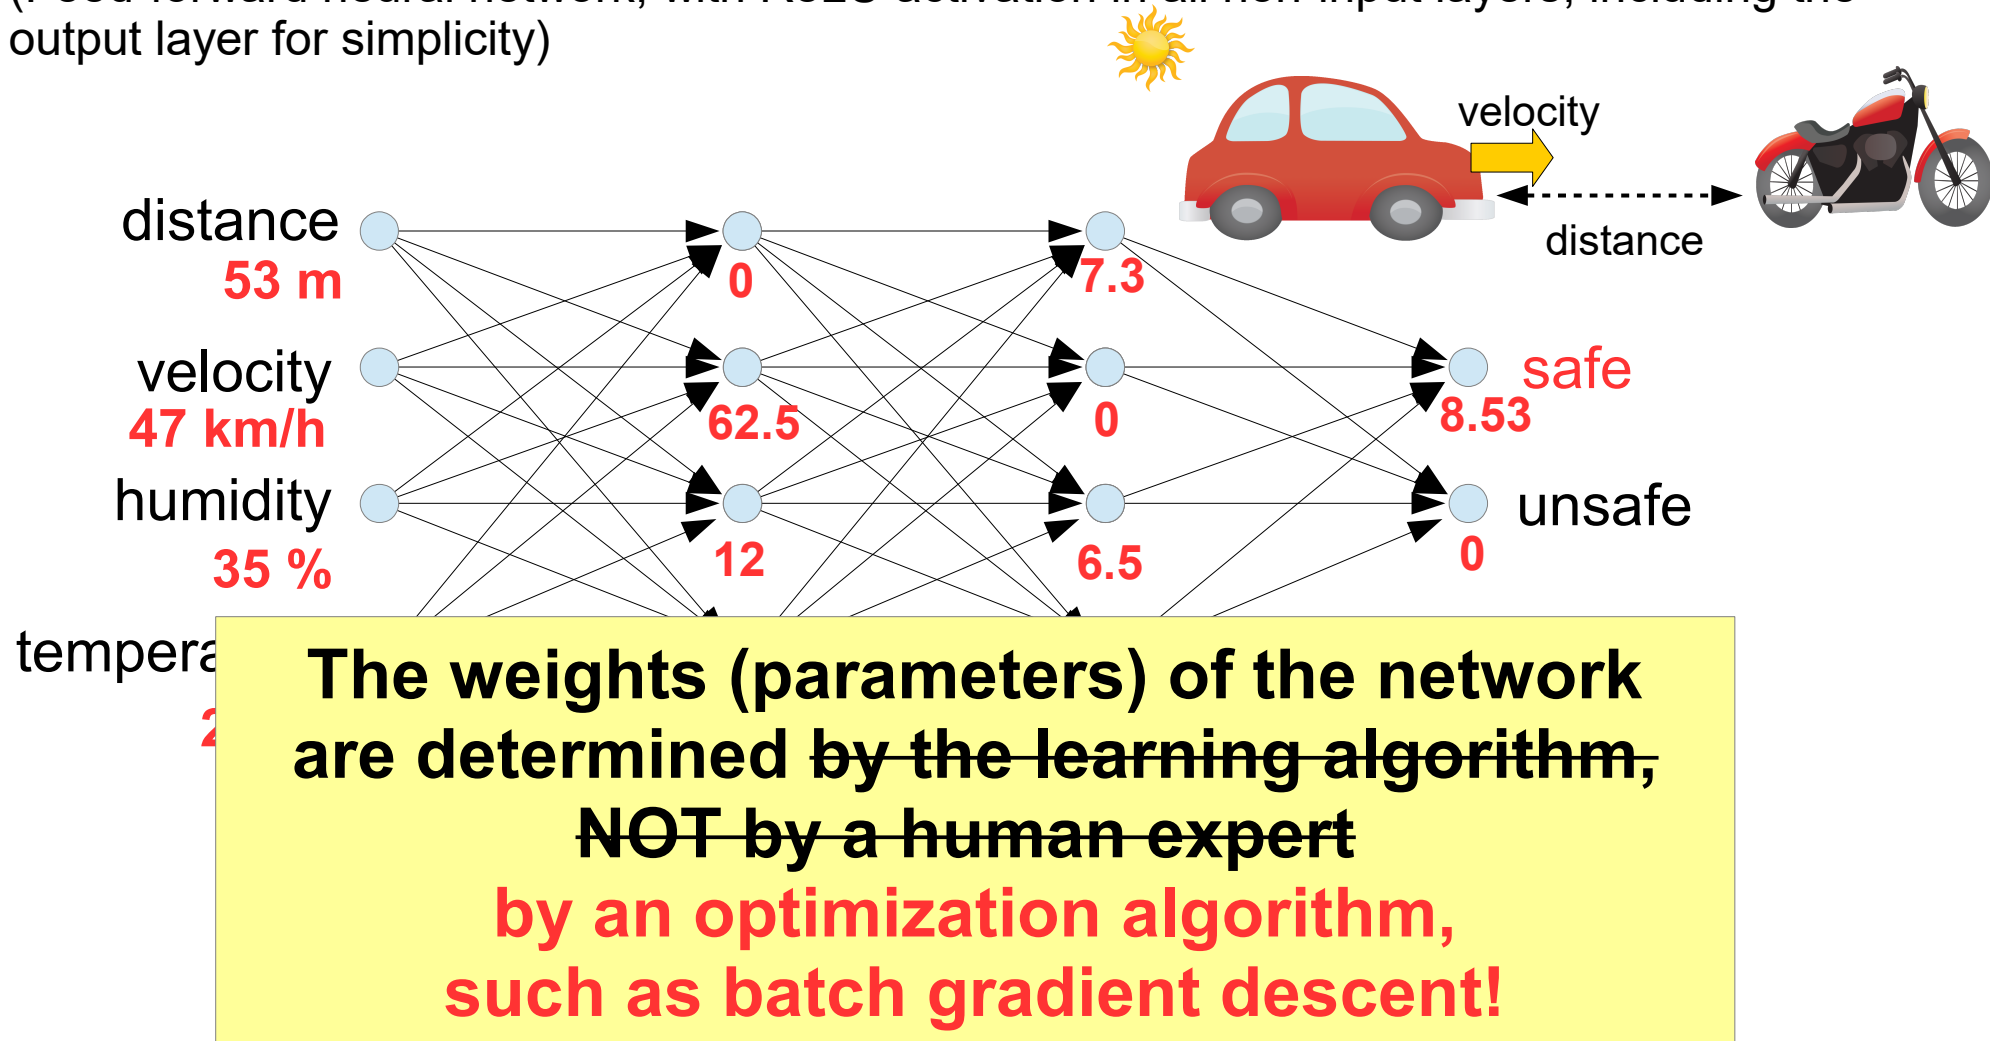 output layer for simplicity)
velocity
distance
distance
53 m
0
7.3
velocity
47 km/h
62.5
0
8.53
safe
humidity
35 %
12
6.5
0
unsafe
The weights (parameters) of the network
are determined by the learning algorithm,
NOT by a human expert
by an optimization algorithm,
such as batch gradient descent!